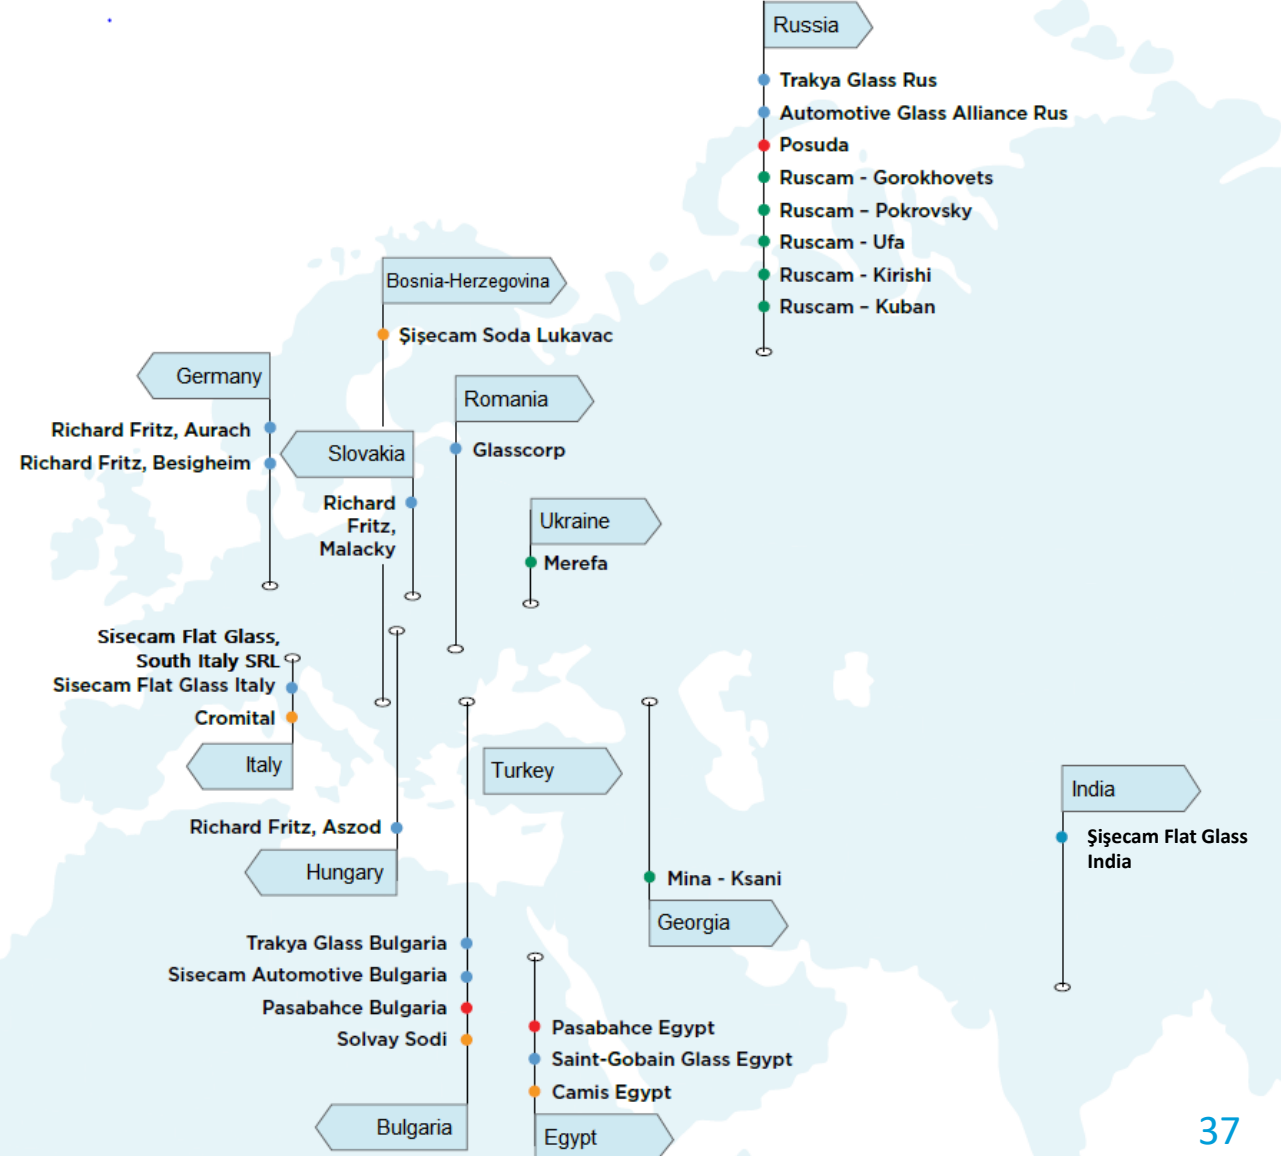 Russia
Trakya Glass Rus
Automotive Glass Alliance Rus
Posuda
Ruscam - Gorokhovets
Ruscam – Pokrovsky
Ruscam - Ufa
Ruscam - Kirishi
Ruscam – Kuban
Bosnia-Herzegovina
Şişecam Soda Lukavac
Germany
Richard Fritz, Aurach
Richard Fritz, Besigheim
Romania
Glasscorp
Slovakia
Richard
Fritz,
Malacky
Ukraine
Merefa
Sisecam Flat Glass,
South Italy SRL
Sisecam Flat Glass Italy
Cromital
Italy
Turkey
India
Şişecam Flat Glass
India
Richard Fritz, Aszod
Hungary
Mina - Ksani
Georgia
Trakya Glass Bulgaria
Sisecam Automotive Bulgaria
Pasabahce Bulgaria
Solvay Sodi
Bulgaria
Pasabahce Egypt
Saint-Gobain Glass Egypt
Camis Egypt
Egypt
37